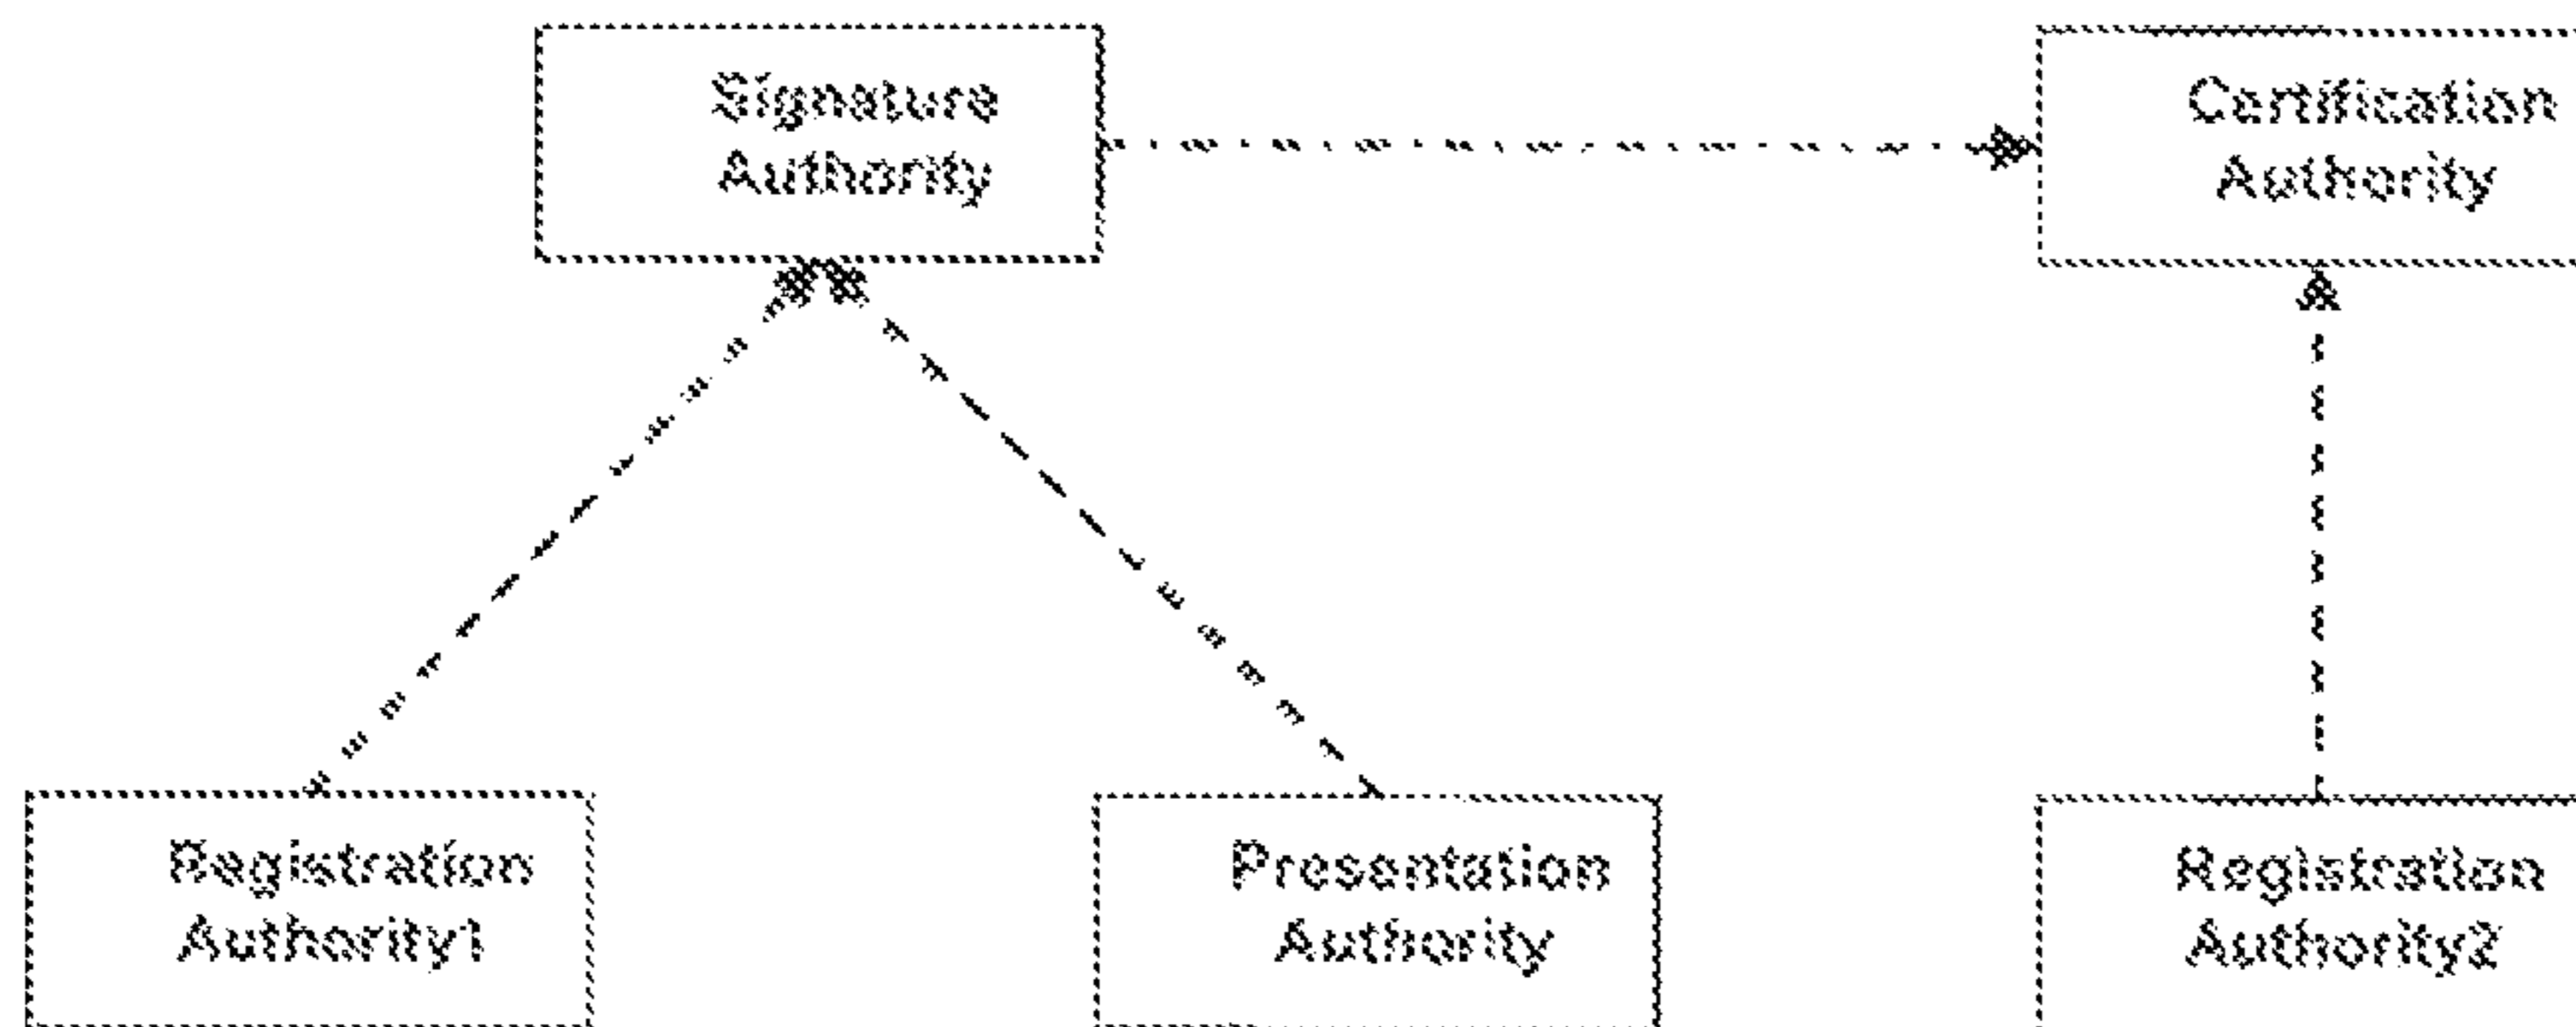 Signature
Authority
Certification
Authority
Registration
Authority1
Presentation
Authority
Registration
Authority2